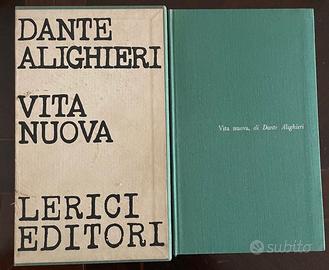 DANTE
ALIGHIERI
VITA
NUOVA
LERICI
EDITORI
Vita nuova, di Dante Alighieri
subito